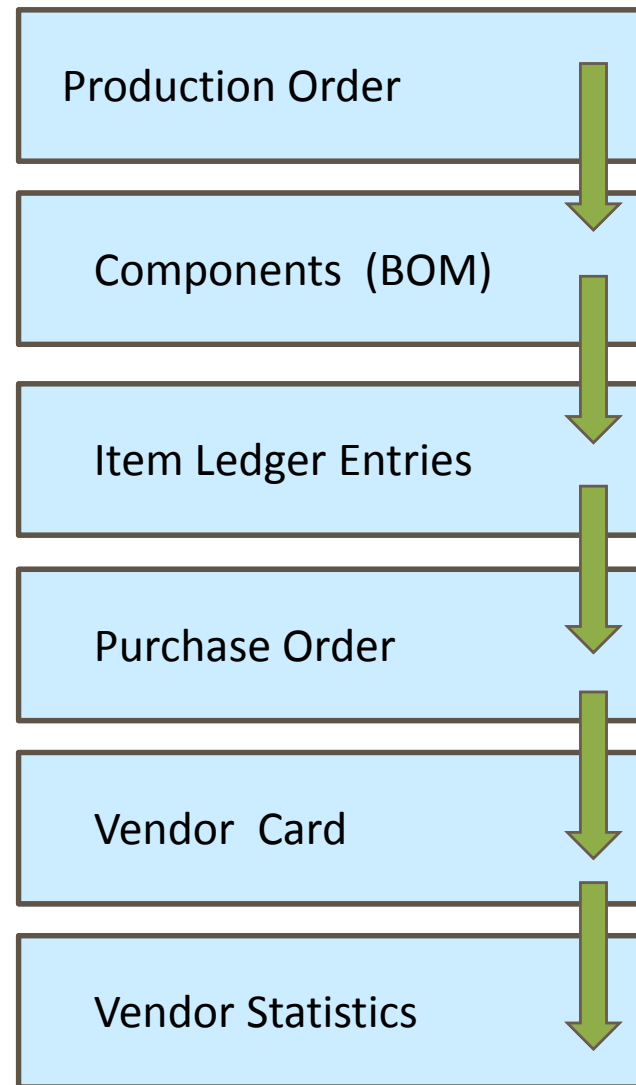 Production Order
Components (BOM)
Item Ledger Entries
Purchase Order
Vendor Card
Vendor Statistics